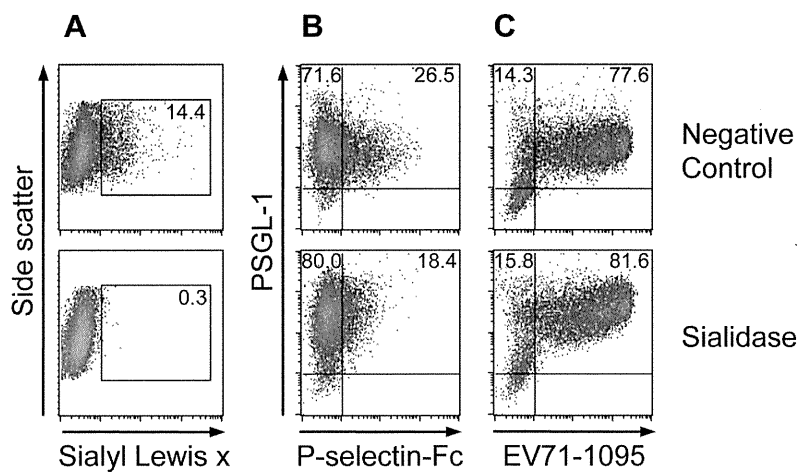 A
B
C
14.4
71.6 26.5
14.3 77.6
Negative
Control
0.3
80.0 18.4
15.8 81.6
Sialidase
Side scatter
PSGL-1
Sialyl Lewis x
P-selectin-Fc
EV71-1095